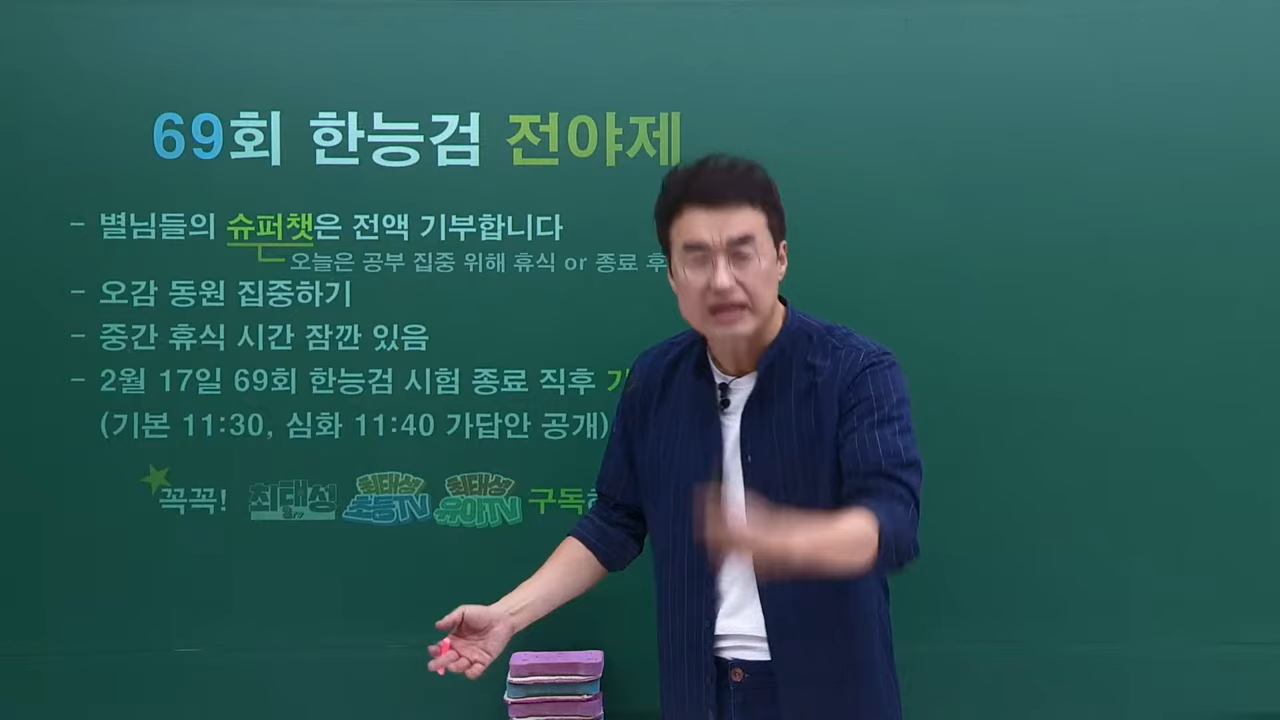 69회 한능검 전야제
- 별님들의 슈퍼챗은 전액 기부합니다
오늘은 공부 집중 위해 휴식 or 종료 후
- 오감 동원 집중하기
- 중간 휴식 시간 잠깐 있음
- 2월 17일 69회 한능검 시험 종료 직후
(기본 11:30, 심화 11:40 가답안 공개)
꼭꼭! 최태성 최태성 초등TV 최태성 유아TV 구독